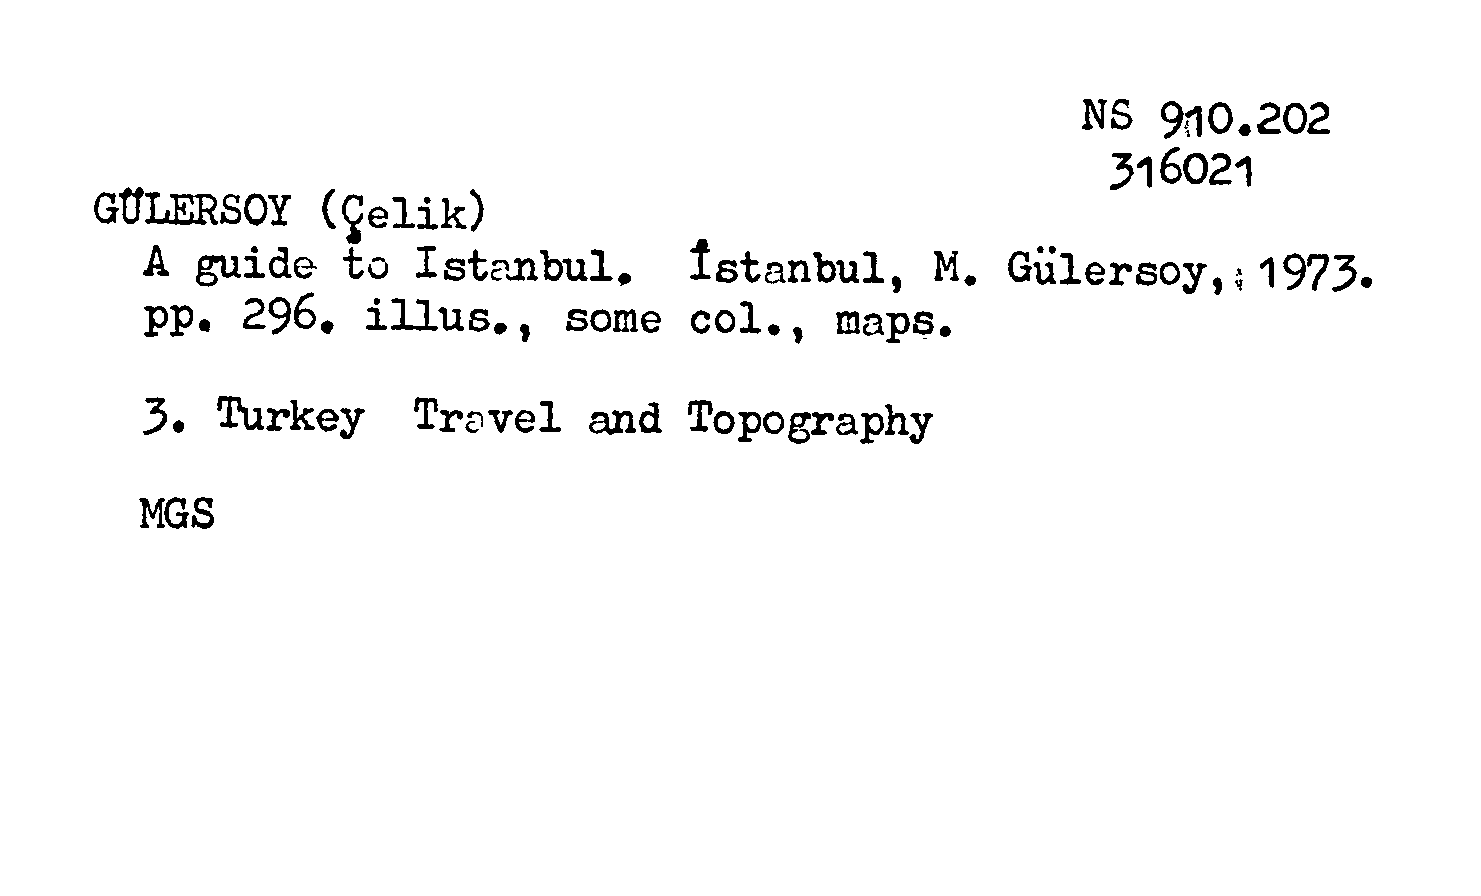 NS 910.202
316021
GÜLERSOY (Çelik)
A guide to Istanbul. İstanbul, M. Gülersoy, 1973.
pp. 296. illus., some col., maps.
3. Turkey Travel and Topography
MGS